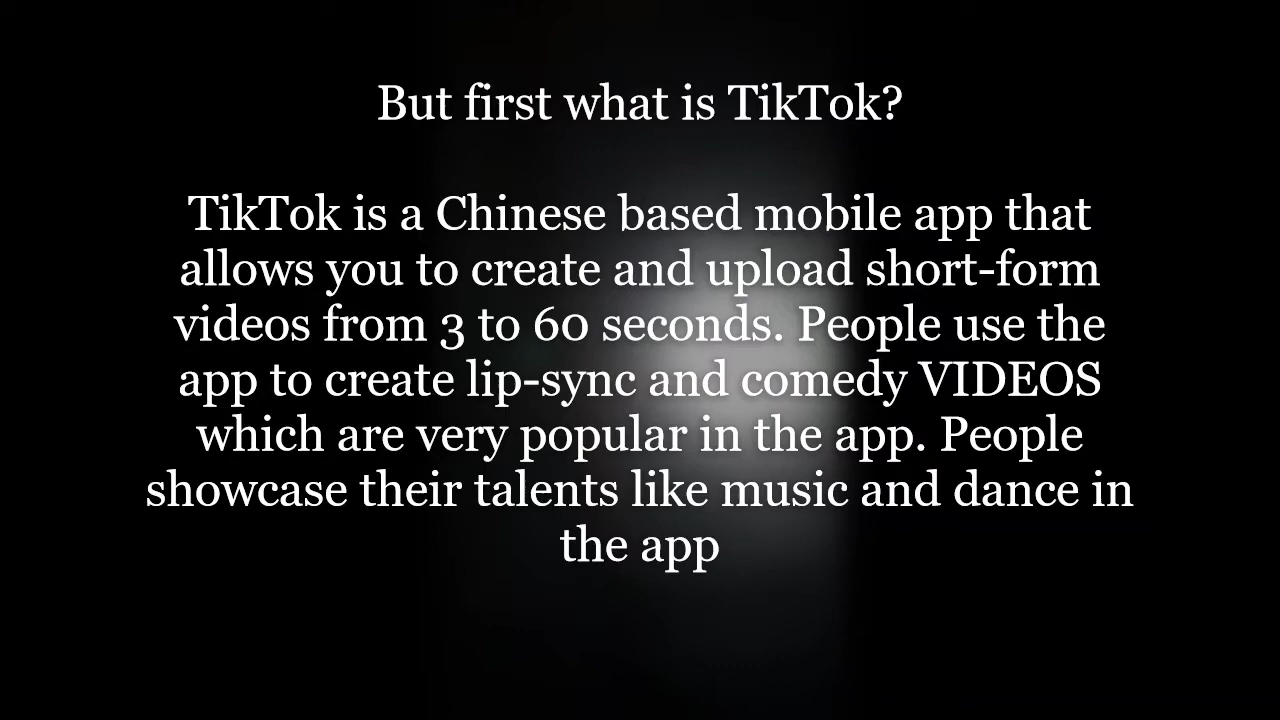 But first what is TikTok?
TikTok is a Chinese based mobile app that
allows you to create and upload short-form
videos from 3 to 60 seconds. People use the
app to create lip-sync and comedy VIDEOS
which are very popular in the app. People
showcase their talents like music and dance in
the app